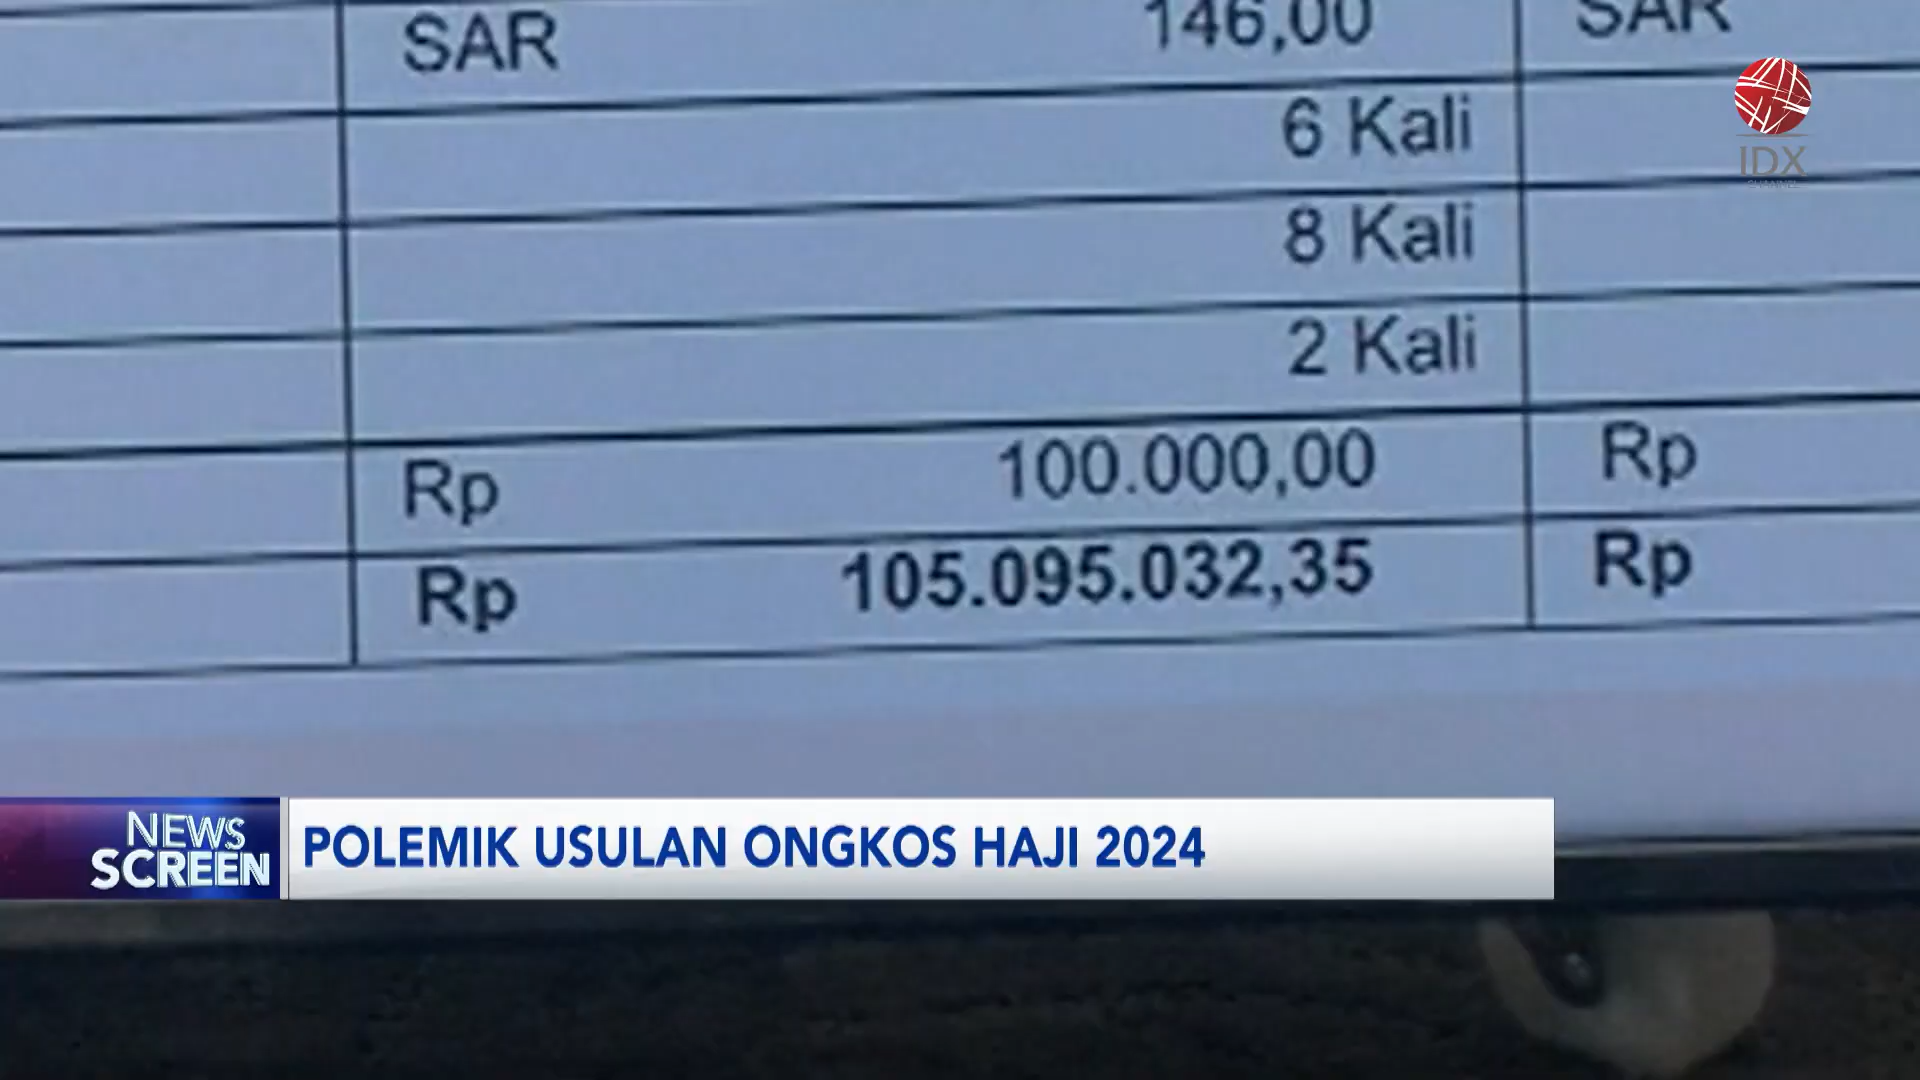 SAR 146,00 SAR
6 Kali
8 Kali
2 Kali
Rp 100.000,00 Rp
Rp 105.095.032,35 Rp
IDX
CHANNEL
NEWS
SCREEN
POLEMIK USULAN ONGKOS HAJI 2024